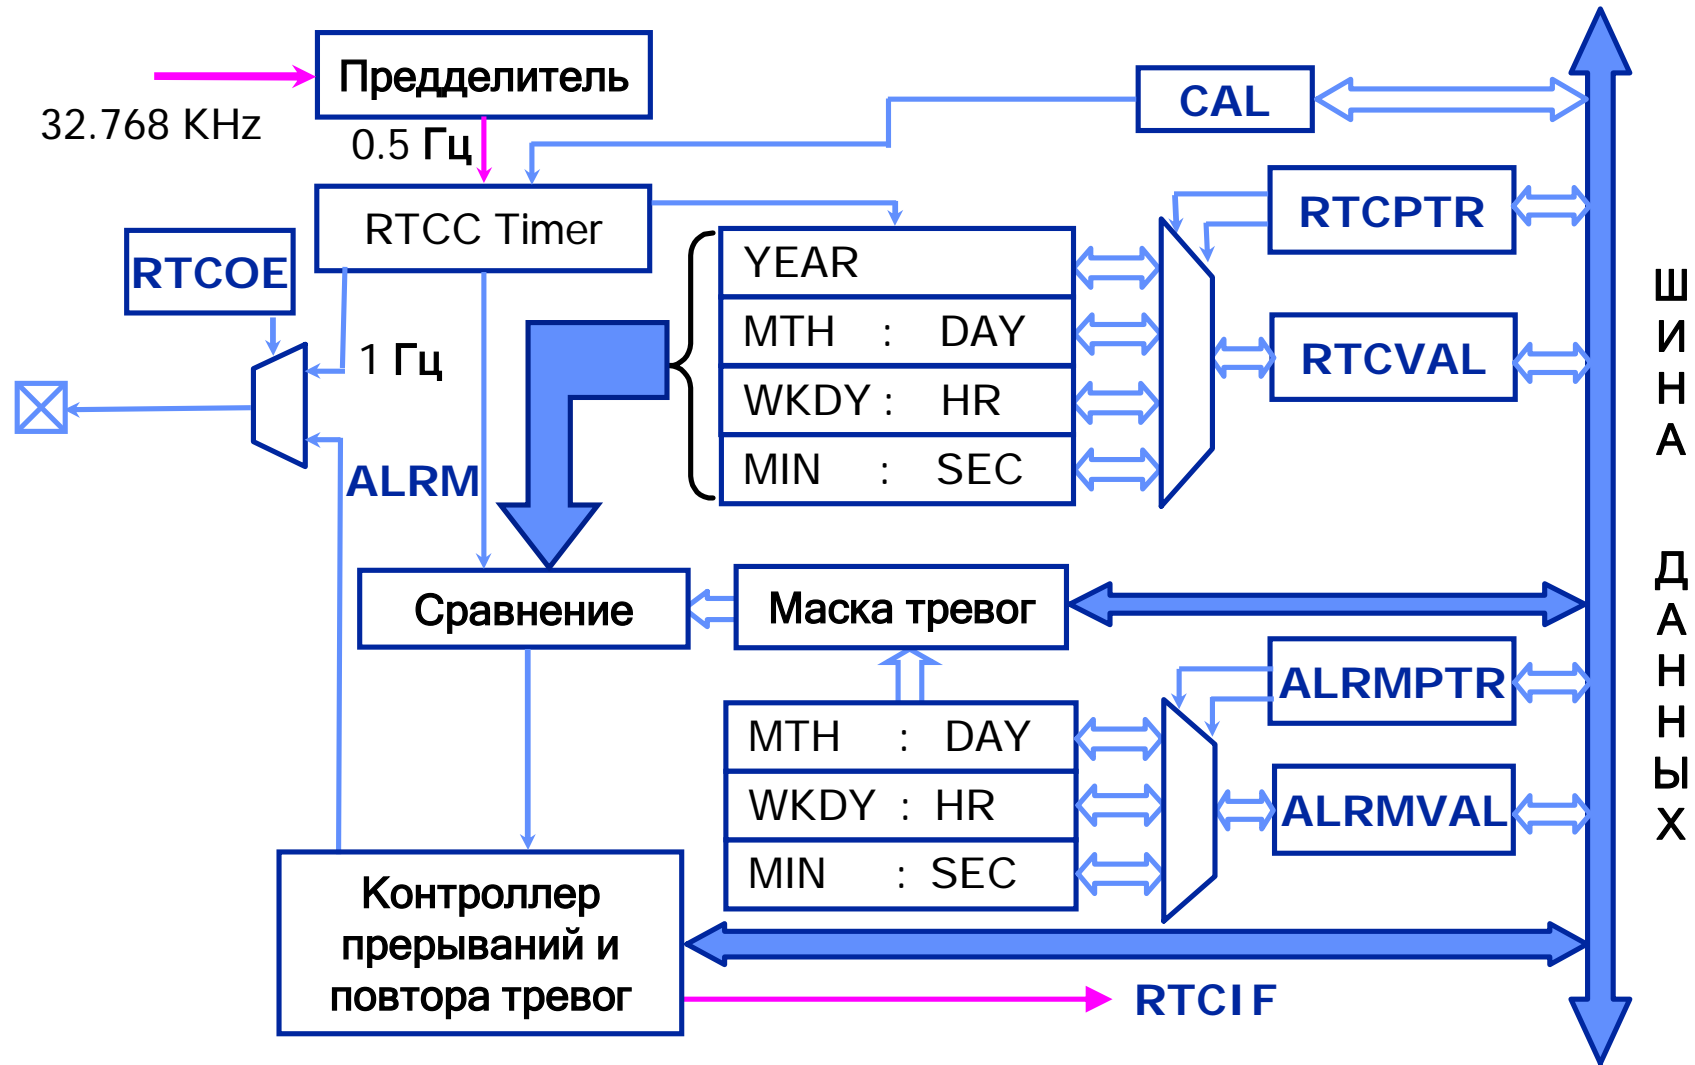 Предделитель
32.768 KHz
0.5 Гц
CAL
RTCC Timer
RTCPTR
RTCOE
YEAR
MTH : DAY
WKDY : HR
MIN : SEC
1 Гц
RTCVAL
ALRM
Сравнение
Маска тревог
ALRMPTR
MTH : DAY
WKDY : HR
MIN : SEC
ALRMVAL
Контроллер
прерываний и
повтора тревог
RTCIF
ШИНА ДАННЫХ